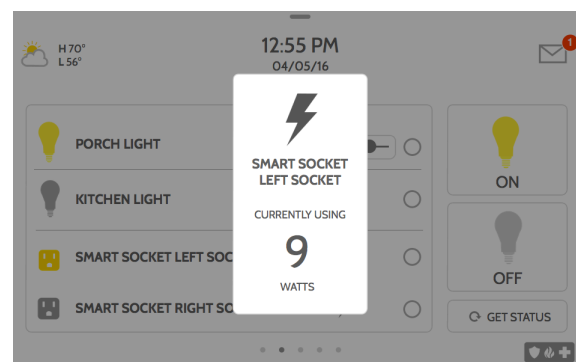 H 70°
L 56°
12:55 PM
04/05/16
1
PORCH LIGHT
KITCHEN LIGHT
SMART SOCKET LEFT SOC
SMART SOCKET RIGHT SO
SMART SOCKET
LEFT SOCKET
CURRENTLY USING
9
WATTS
ON
OFF
GET STATUS